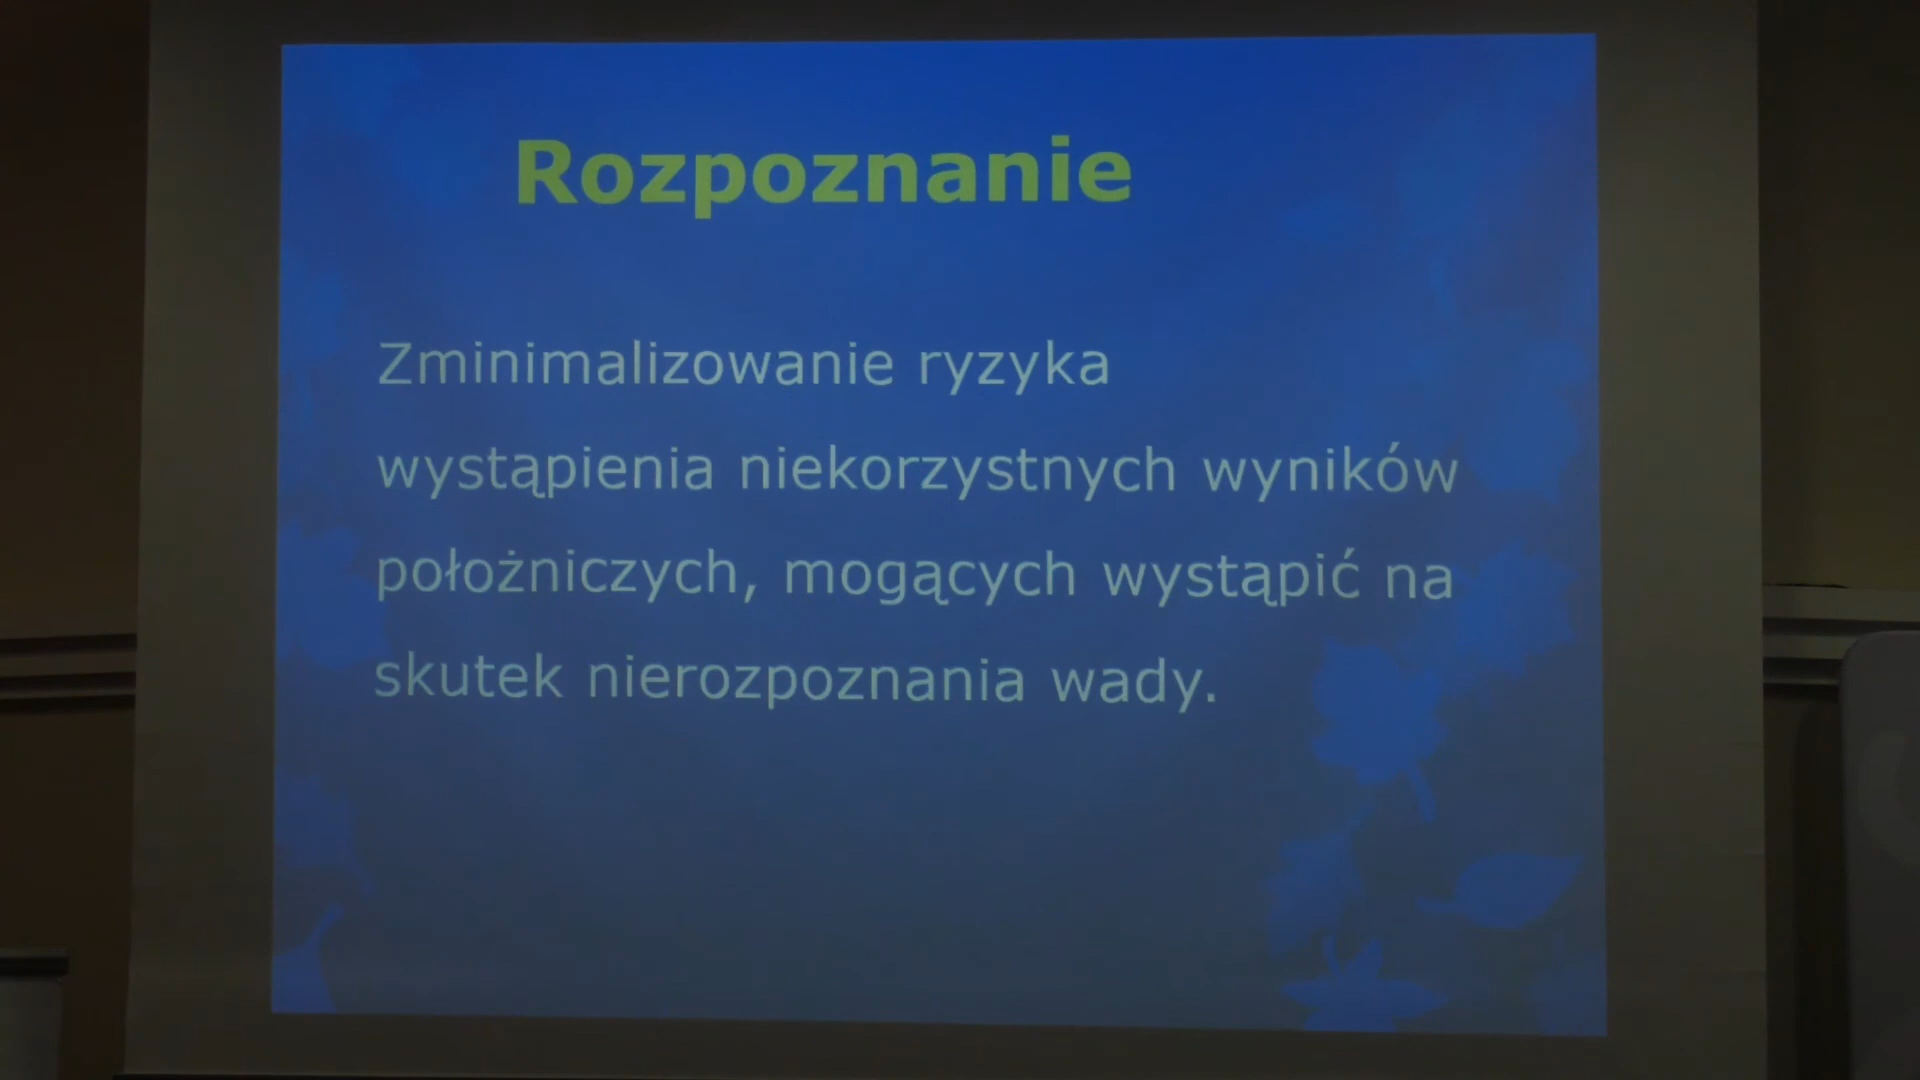 Rozpoznanie
Zminimalizowanie ryzyka
wystąpienia niekorzystnych wyników
położniczych, mogących wystąpić na
skutek nierozpoznania wady.